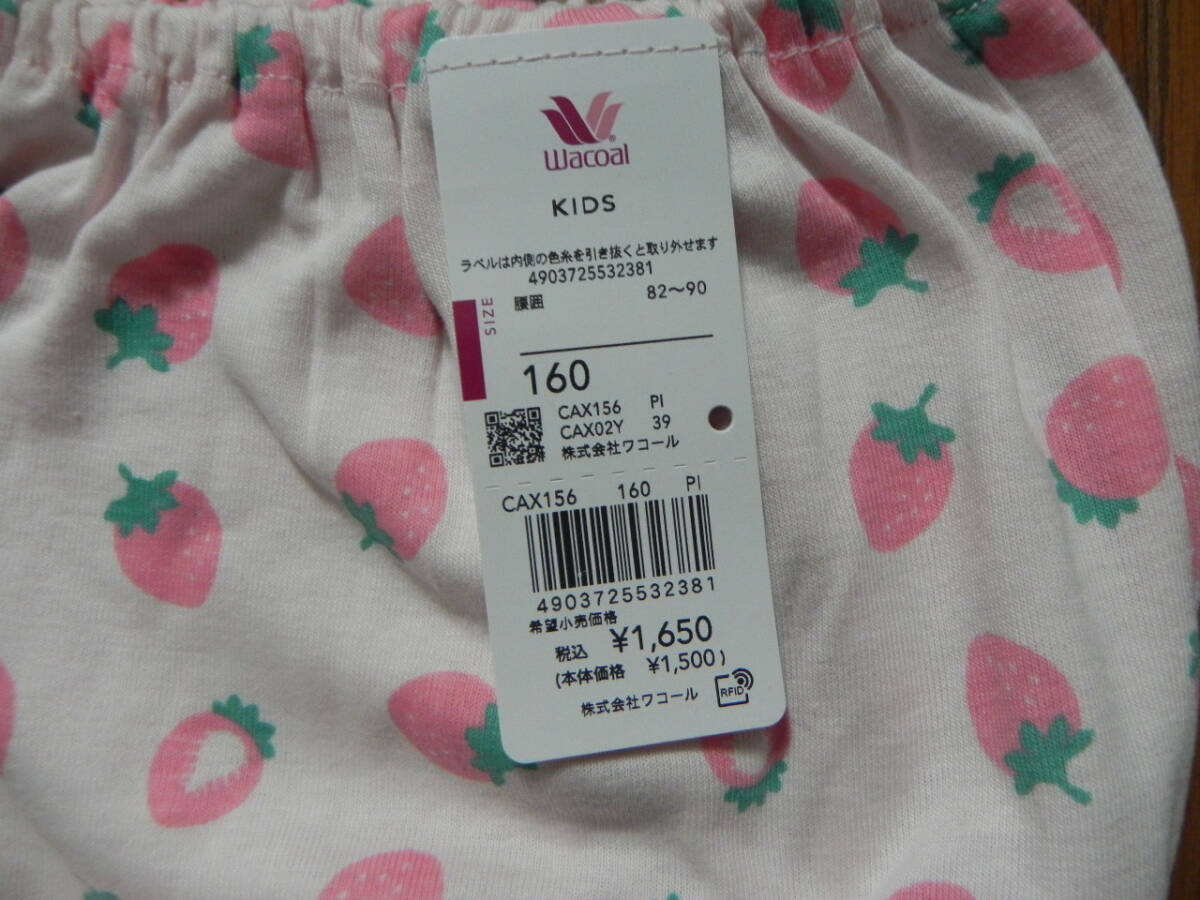 Wacoal
KIDS
ラベルは内側の色糸を引き抜くと取り外せます
4903725532381
SIZE
腰囲 82〜90
160
CAX156 PI
CAX02Y 39
株式会社ワコール
CAX156 160 PI
4903725532381
希望小売価格
税込 ¥1,650
(本体価格 ¥1,500)
株式会社ワコール
RFID